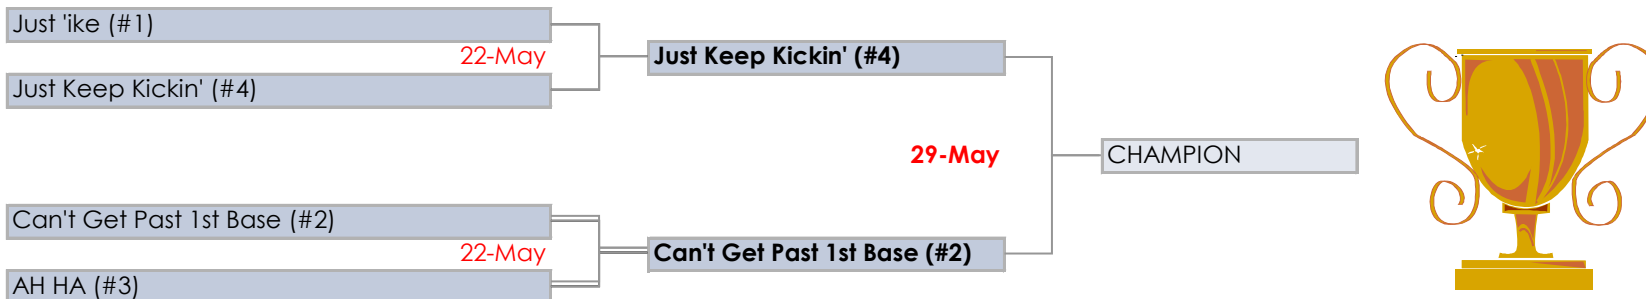 Just 'ike (#1)
22-May
Just Keep Kickin' (#4)
Just Keep Kickin' (#4)
29-May
CHAMPION
Can't Get Past 1st Base (#2)
22-May
AH HA (#3)
Can't Get Past 1st Base (#2)